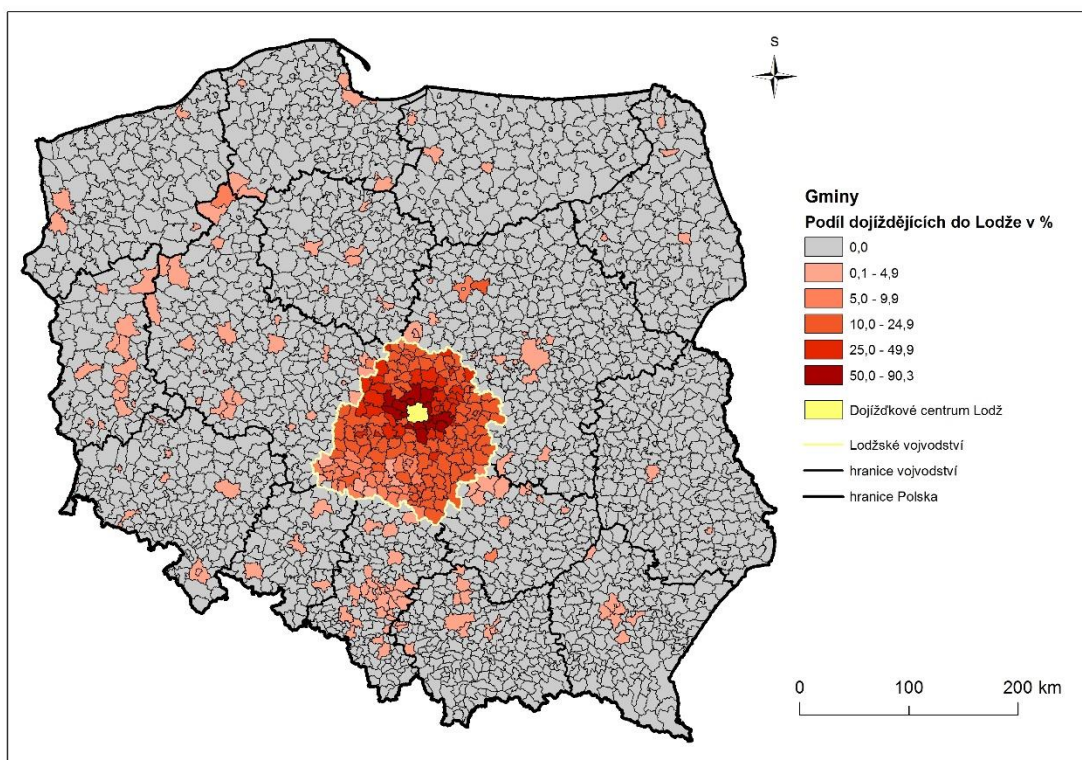 S
Gminy
Podíl dojíždějících do Lodže v %
0,0
0,1 - 4,9
5,0 - 9,9
10,0 - 24,9
25,0 - 49,9
50,0 - 90,3
Dojížďkové centrum Lodž
Lodžské vojvodství
hranice vojvodství
hranice Polska
0 100 200 km